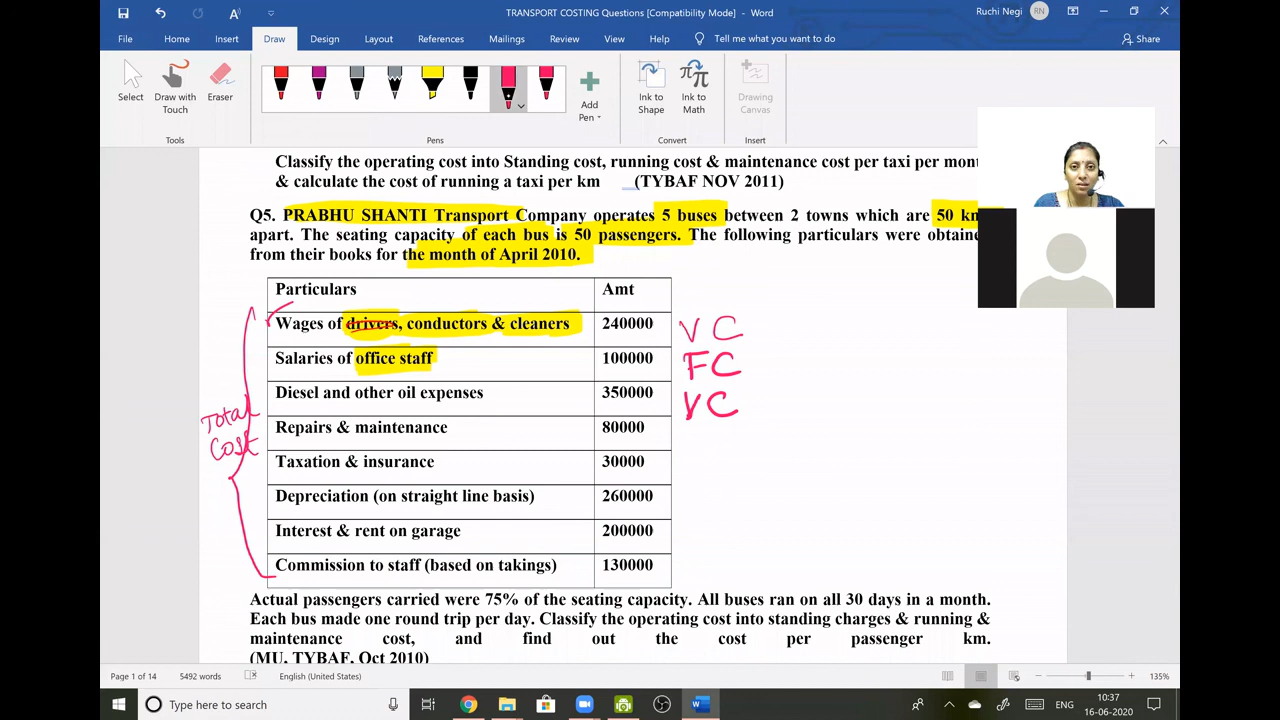 TRANSPORT COSTING Questions [Compatibility Mode] - Word
Ruchi Negi
RN
File Home Insert Draw Design Layout References Mailings Review View Help Tell me what you want to do Share
Select
Draw with Touch
Eraser
Add Pen
Ink to Shape
Ink to Math
Drawing Canvas
Tools Pens Convert Insert
Classify the operating cost into Standing cost, running cost & maintenance cost per taxi per mont
& calculate the cost of running a taxi per km (TYBAF NOV 2011)
Q5. PRABHU SHANTI Transport Company operates 5 buses between 2 towns which are 50 km
apart. The seating capacity of each bus is 50 passengers. The following particulars were obtaine
from their books for the month of April 2010.
Particulars Amt
Wages of drivers, conductors & cleaners 240000 VC
Salaries of office staff 100000 FC
Diesel and other oil expenses 350000 VC
Total Cost
Repairs & maintenance 80000
Taxation & insurance 30000
Depreciation (on straight line basis) 260000
Interest & rent on garage 200000
Commission to staff (based on takings) 130000
Actual passengers carried were 75% of the seating capacity. All buses ran on all 30 days in a month.
Each bus made one round trip per day. Classify the operating cost into standing charges & running &
maintenance cost, and find out the cost per passenger km.
(MU, TYBAF, Oct 2010)
Page 1 of 14 5492 words English (United States) 135%
Type here to search
ENG
10:37
16-06-2020